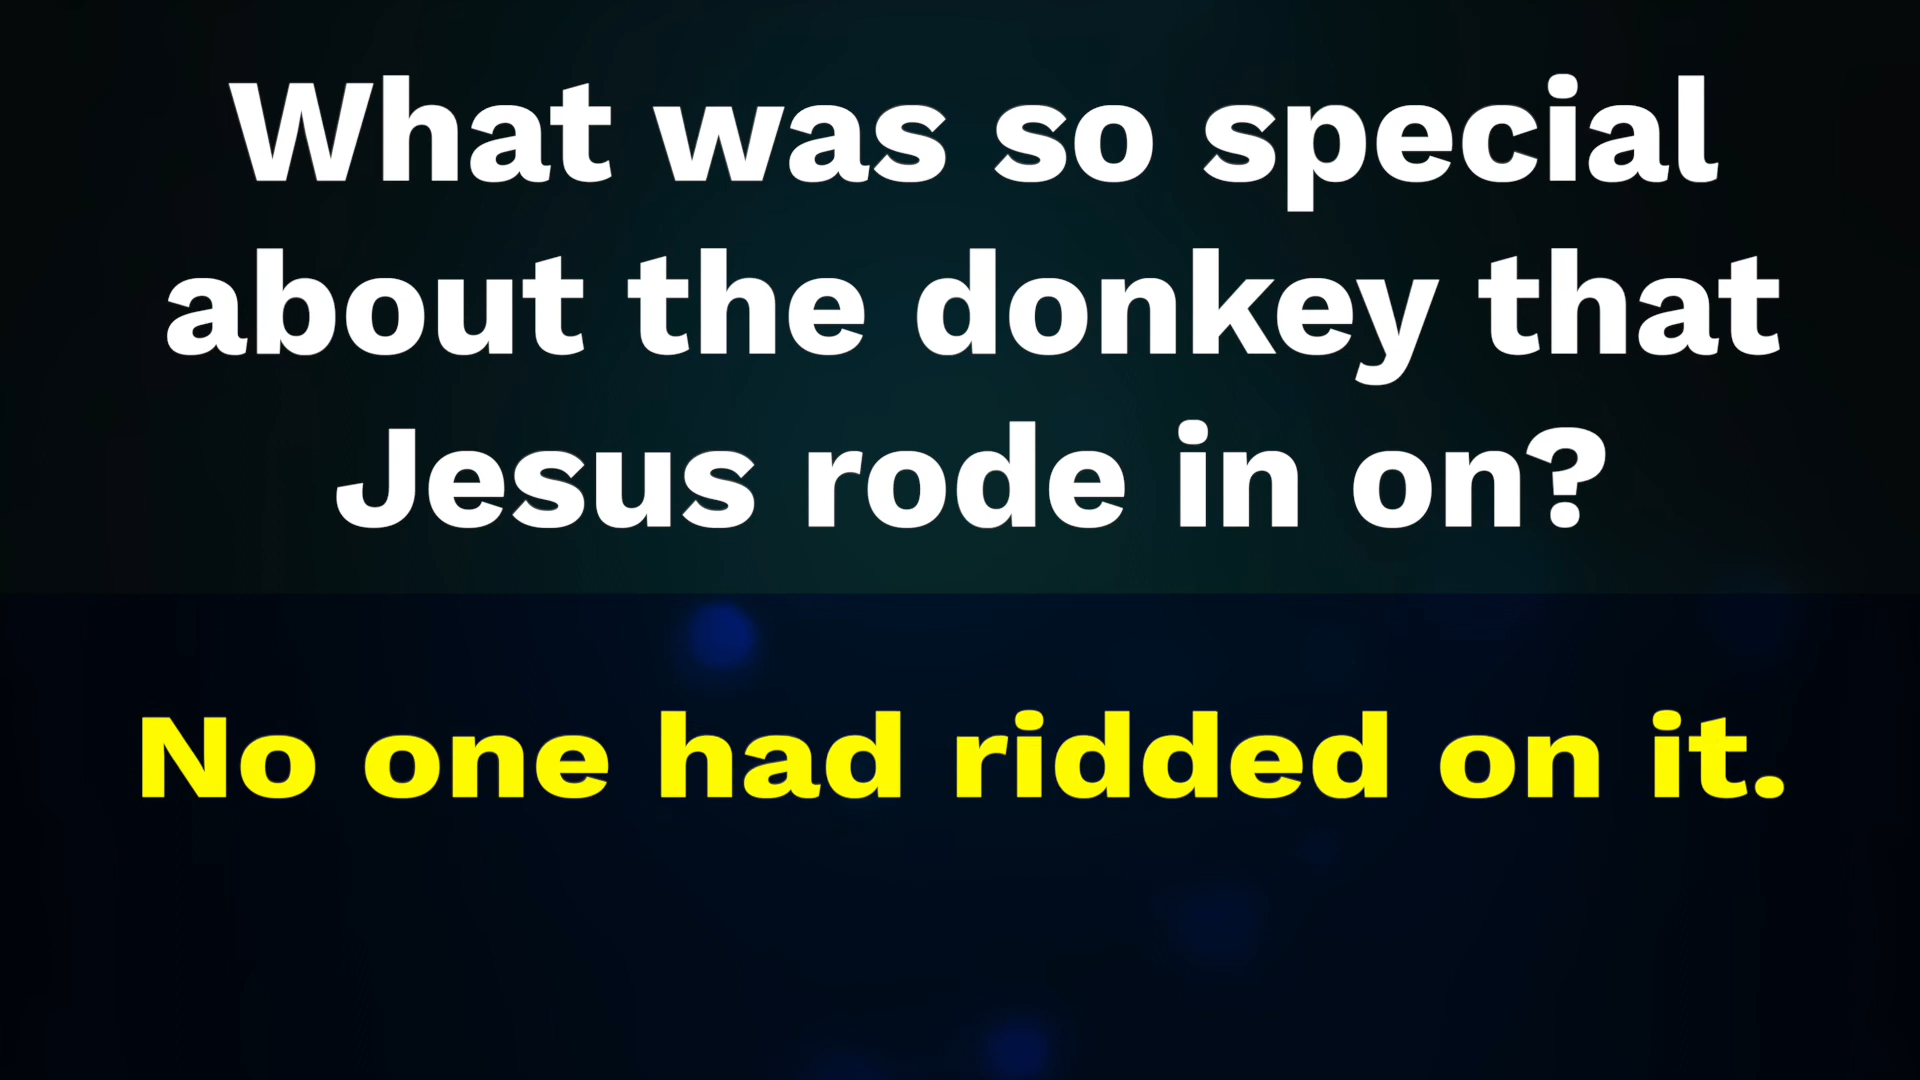 What was so special
about the donkey that
Jesus rode in on?
No one had ridded on it.